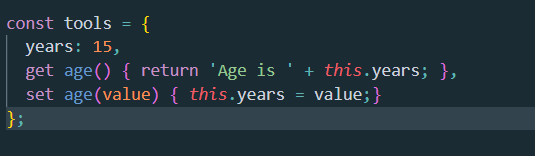 const tools = {
  years: 15,
  get age() { return 'Age is ' + this.years; },
  set age(value) { this.years = value;}
};